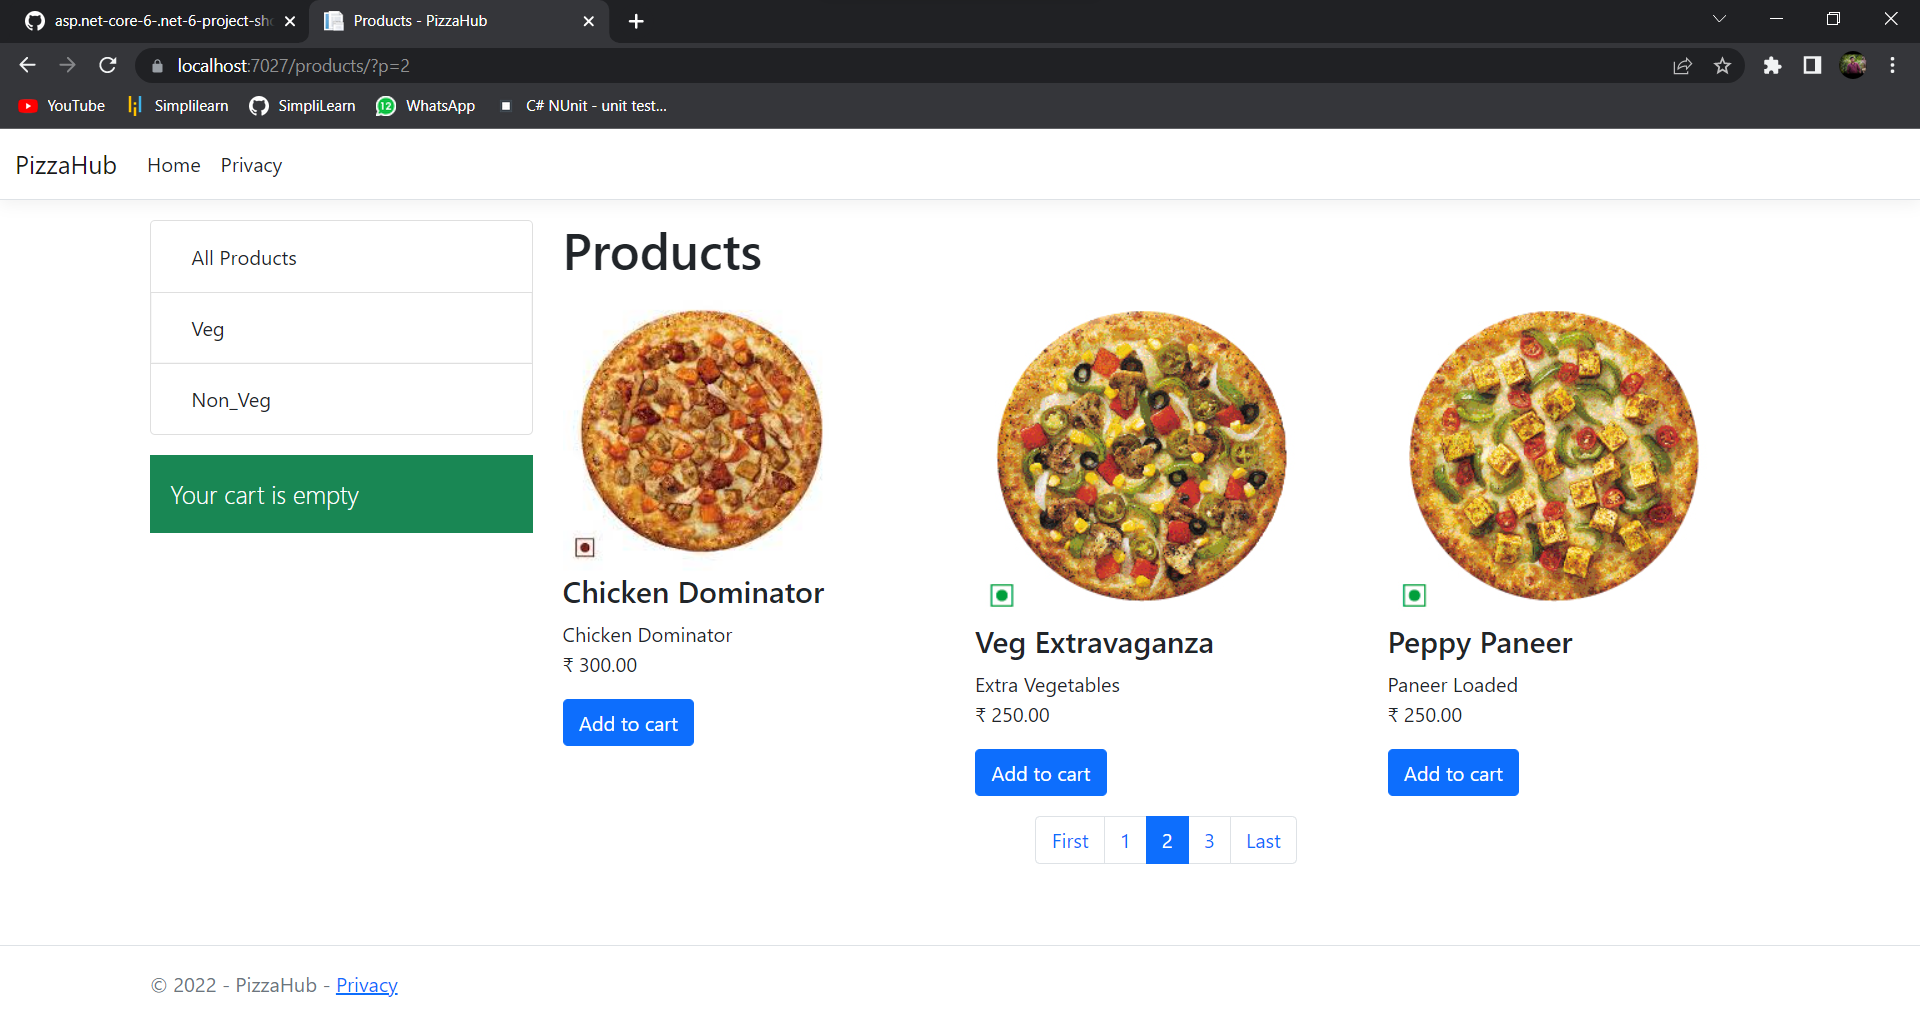 asp.net-core-6-.net-6-project-sho
Products - PizzaHub
localhost:7027/products/?p=2
YouTube
Simplilearn
SimpliLearn
12
WhatsApp
C# NUnit - unit test...
PizzaHub
Home
Privacy
All Products
Veg
Non_Veg
Your cart is empty
Products
Chicken Dominator
Chicken Dominator
₹ 300.00
Add to cart
Veg Extravaganza
Extra Vegetables
₹ 250.00
Add to cart
Peppy Paneer
Paneer Loaded
₹ 250.00
Add to cart
First 1 2 3 Last
© 2022 - PizzaHub - Privacy